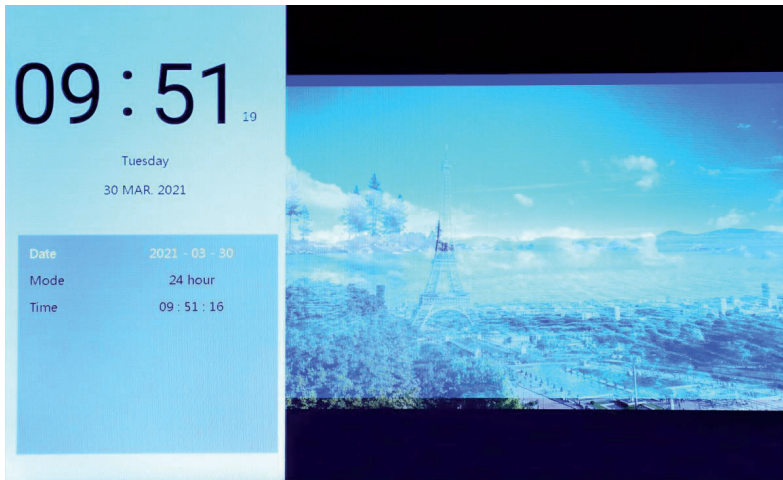 09 : 51 19
Tuesday
30 MAR. 2021
Date 2021 - 03 - 30
Mode 24 hour
Time 09 : 51 : 16